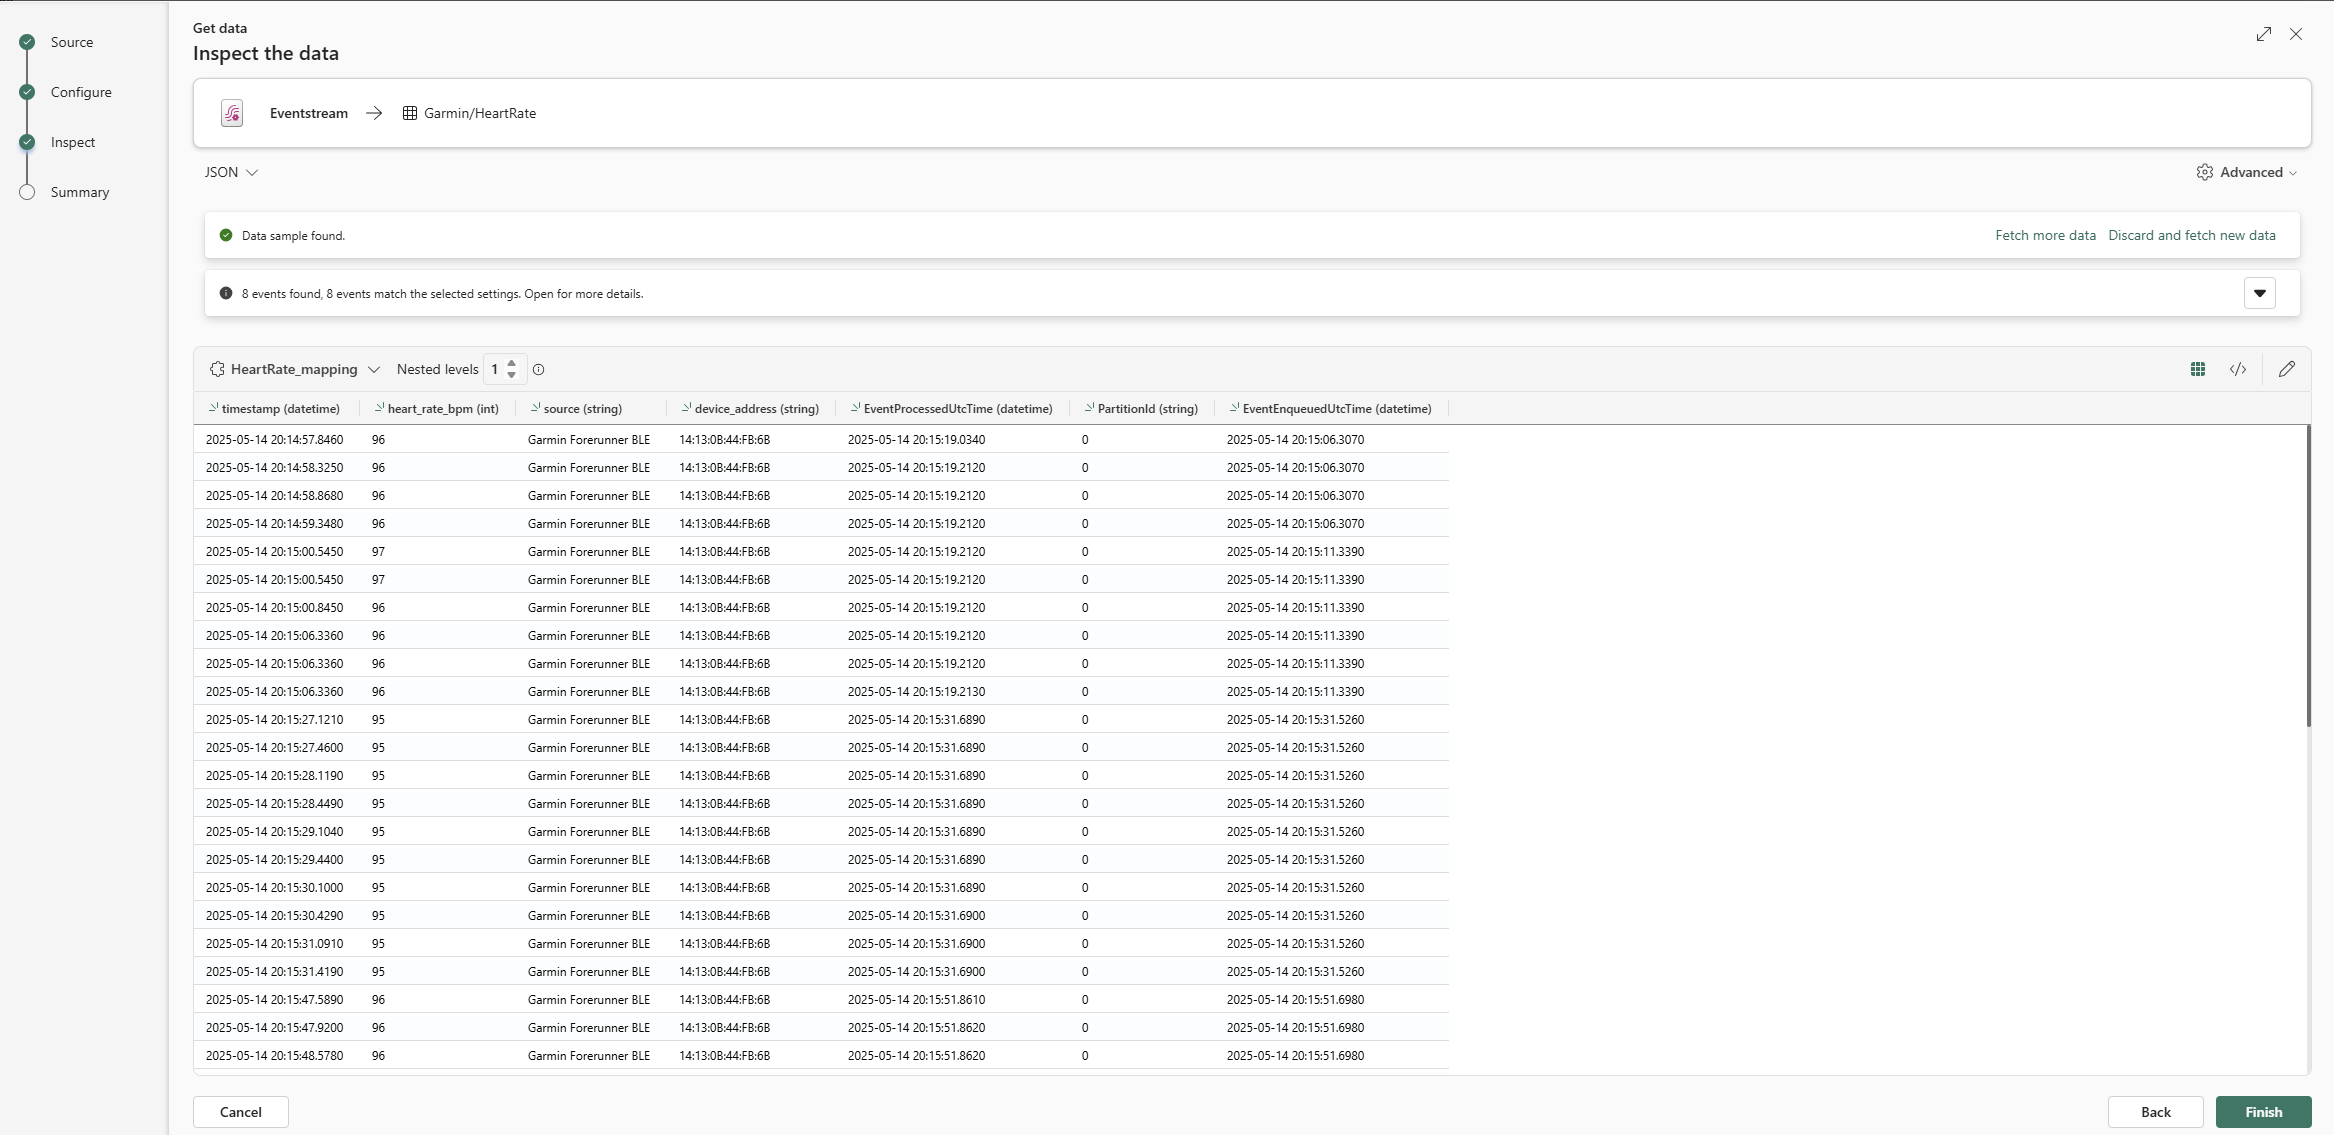 Source
Configure
Inspect
Summary
Get data
Inspect the data
Eventstream Garmin/HeartRate
JSON Advanced
Data sample found. Fetch more data Discard and fetch new data
8 events found, 8 events match the selected settings. Open for more details.
HeartRate_mapping Nested levels 1
timestamp (datetime) heart_rate_bpm (int) source (string) device_address (string) EventProcessedUtcTime (datetime) PartitionId (string) EventEnqueuedUtcTime (datetime)
2025-05-14 20:14:57.8460 96 Garmin Forerunner BLE 14:13:0B:44:FB:6B 2025-05-14 20:15:19.0340 0 2025-05-14 20:15:06.3070
2025-05-14 20:14:58.3250 96 Garmin Forerunner BLE 14:13:0B:44:FB:6B 2025-05-14 20:15:19.2120 0 2025-05-14 20:15:06.3070
2025-05-14 20:14:58.8680 96 Garmin Forerunner BLE 14:13:0B:44:FB:6B 2025-05-14 20:15:19.2120 0 2025-05-14 20:15:06.3070
2025-05-14 20:14:59.3480 96 Garmin Forerunner BLE 14:13:0B:44:FB:6B 2025-05-14 20:15:19.2120 0 2025-05-14 20:15:06.3070
2025-05-14 20:15:00.5450 97 Garmin Forerunner BLE 14:13:0B:44:FB:6B 2025-05-14 20:15:19.2120 0 2025-05-14 20:15:11.3390
2025-05-14 20:15:00.5450 97 Garmin Forerunner BLE 14:13:0B:44:FB:6B 2025-05-14 20:15:19.2120 0 2025-05-14 20:15:11.3390
2025-05-14 20:15:00.8450 96 Garmin Forerunner BLE 14:13:0B:44:FB:6B 2025-05-14 20:15:19.2120 0 2025-05-14 20:15:11.3390
2025-05-14 20:15:06.3360 96 Garmin Forerunner BLE 14:13:0B:44:FB:6B 2025-05-14 20:15:19.2120 0 2025-05-14 20:15:11.3390
2025-05-14 20:15:06.3360 96 Garmin Forerunner BLE 14:13:0B:44:FB:6B 2025-05-14 20:15:19.2120 0 2025-05-14 20:15:11.3390
2025-05-14 20:15:06.3360 96 Garmin Forerunner BLE 14:13:0B:44:FB:6B 2025-05-14 20:15:19.2130 0 2025-05-14 20:15:11.3390
2025-05-14 20:15:27.1210 95 Garmin Forerunner BLE 14:13:0B:44:FB:6B 2025-05-14 20:15:31.6890 0 2025-05-14 20:15:31.5260
2025-05-14 20:15:27.4600 95 Garmin Forerunner BLE 14:13:0B:44:FB:6B 2025-05-14 20:15:31.6890 0 2025-05-14 20:15:31.5260
2025-05-14 20:15:28.1190 95 Garmin Forerunner BLE 14:13:0B:44:FB:6B 2025-05-14 20:15:31.6890 0 2025-05-14 20:15:31.5260
2025-05-14 20:15:28.4490 95 Garmin Forerunner BLE 14:13:0B:44:FB:6B 2025-05-14 20:15:31.6890 0 2025-05-14 20:15:31.5260
2025-05-14 20:15:29.1040 95 Garmin Forerunner BLE 14:13:0B:44:FB:6B 2025-05-14 20:15:31.6890 0 2025-05-14 20:15:31.5260
2025-05-14 20:15:29.4400 95 Garmin Forerunner BLE 14:13:0B:44:FB:6B 2025-05-14 20:15:31.6890 0 2025-05-14 20:15:31.5260
2025-05-14 20:15:30.1000 95 Garmin Forerunner BLE 14:13:0B:44:FB:6B 2025-05-14 20:15:31.6890 0 2025-05-14 20:15:31.5260
2025-05-14 20:15:30.4290 95 Garmin Forerunner BLE 14:13:0B:44:FB:6B 2025-05-14 20:15:31.6900 0 2025-05-14 20:15:31.5260
2025-05-14 20:15:31.0910 95 Garmin Forerunner BLE 14:13:0B:44:FB:6B 2025-05-14 20:15:31.6900 0 2025-05-14 20:15:31.5260
2025-05-14 20:15:31.4190 95 Garmin Forerunner BLE 14:13:0B:44:FB:6B 2025-05-14 20:15:31.6900 0 2025-05-14 20:15:31.5260
2025-05-14 20:15:47.5890 96 Garmin Forerunner BLE 14:13:0B:44:FB:6B 2025-05-14 20:15:51.8610 0 2025-05-14 20:15:51.6980
2025-05-14 20:15:47.9200 96 Garmin Forerunner BLE 14:13:0B:44:FB:6B 2025-05-14 20:15:51.8620 0 2025-05-14 20:15:51.6980
2025-05-14 20:15:48.5780 96 Garmin Forerunner BLE 14:13:0B:44:FB:6B 2025-05-14 20:15:51.8620 0 2025-05-14 20:15:51.6980
Cancel Back Finish